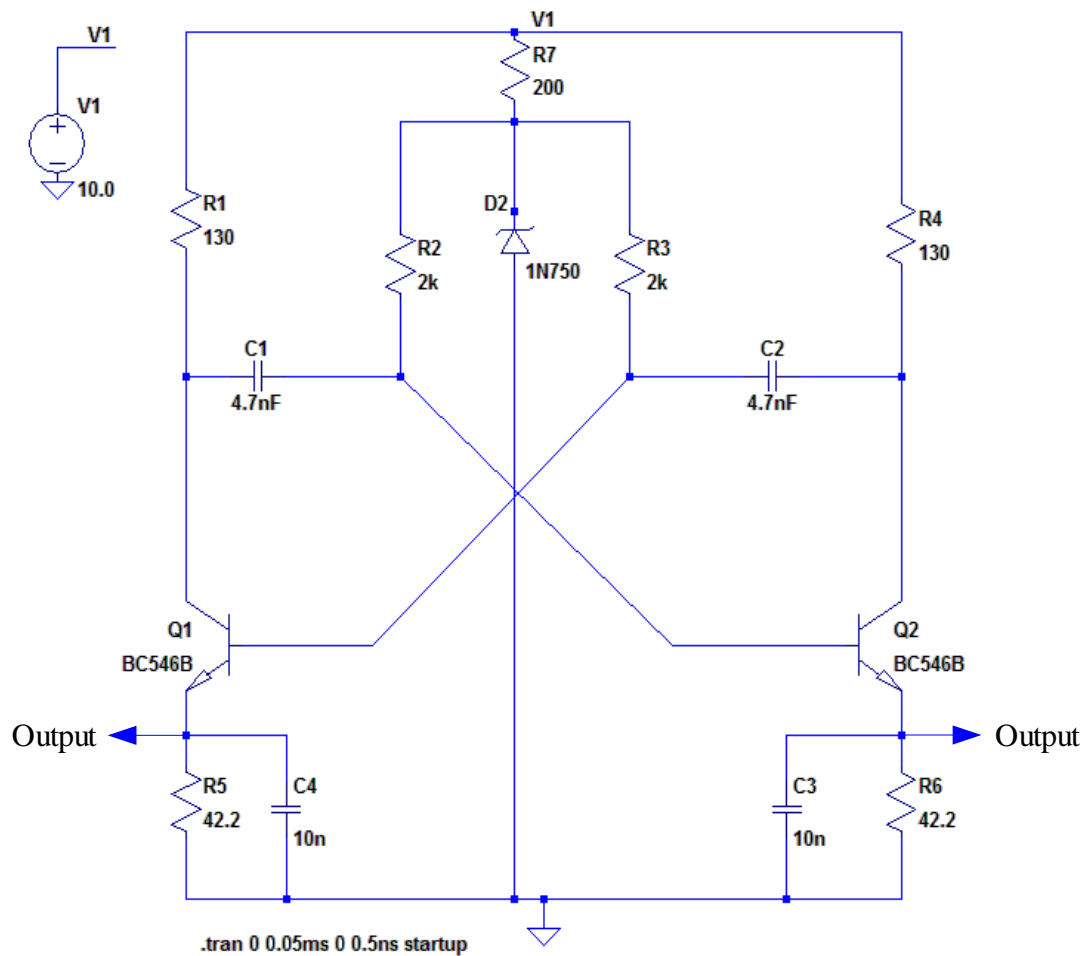 V1
V1
V1
10.0
R7
200
R1
130
R2
2k
D2
1N750
R3
2k
R4
130
C1
4.7nF
C2
4.7nF
Q1
BC546B
Q2
BC546B
Output
Output
R5
42.2
C4
10n
C3
10n
R6
42.2
.tran 0 0.05ms 0 0.5ns startup